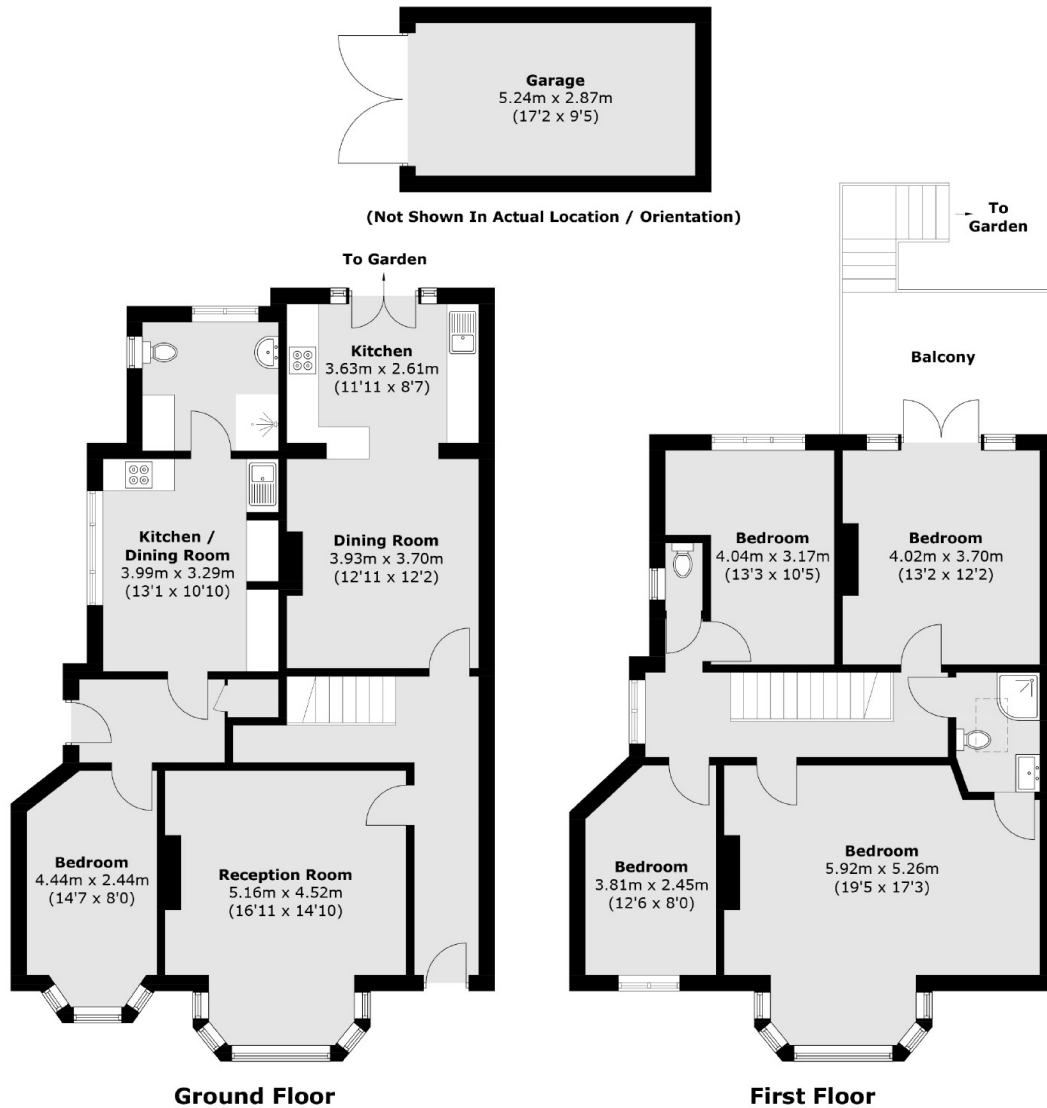 Garage
5.24m x 2.87m
(17'2 x 9'5)
(Not Shown In Actual Location / Orientation)
To Garden
Kitchen
3.63m x 2.61m
(11'11 x 8'7)
Kitchen /
Dining Room
3.99m x 3.29m
(13'1 x 10'10)
Dining Room
3.93m x 3.70m
(12'11 x 12'2)
Bedroom
4.44m x 2.44m
(14'7 x 8'0)
Reception Room
5.16m x 4.52m
(16'11 x 14'10)
Ground Floor
To
Garden
Balcony
Bedroom
4.04m x 3.17m
(13'3 x 10'5)
Bedroom
4.02m x 3.70m
(13'2 x 12'2)
Bedroom
3.81m x 2.45m
(12'6 x 8'0)
Bedroom
5.92m x 5.26m
(19'5 x 17'3)
First Floor